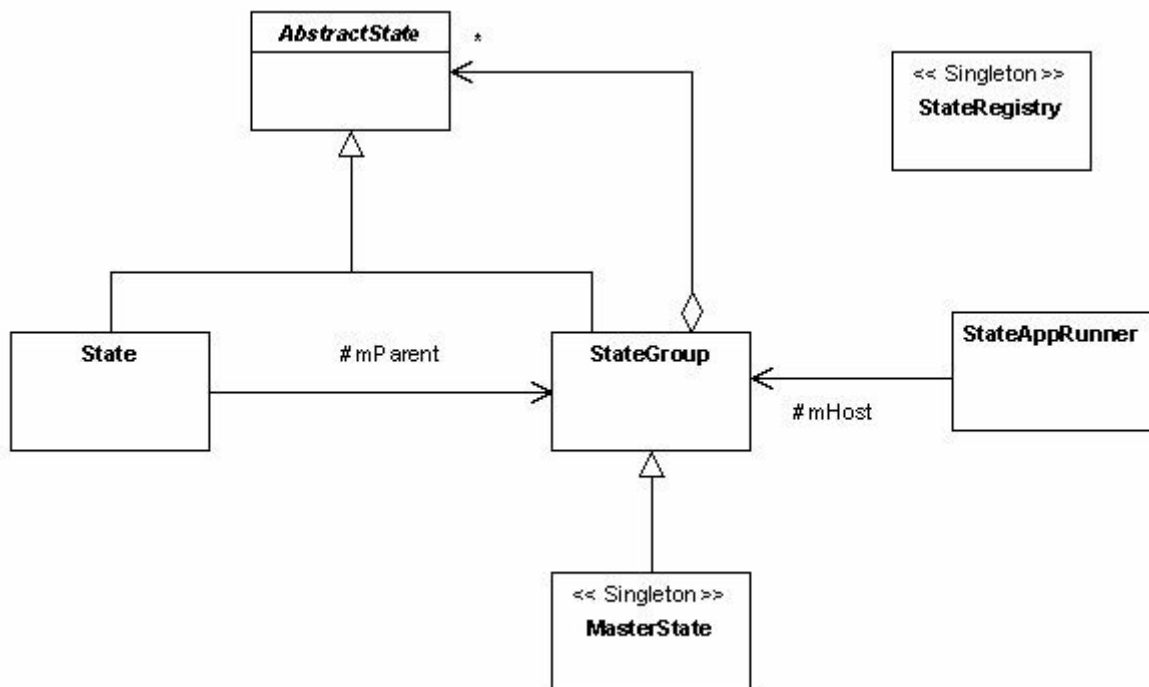 AbstractState
*
<< Singleton >>
StateRegistry
State
#mParent
StateGroup
StateAppRunner
#mHost
<< Singleton >>
MasterState